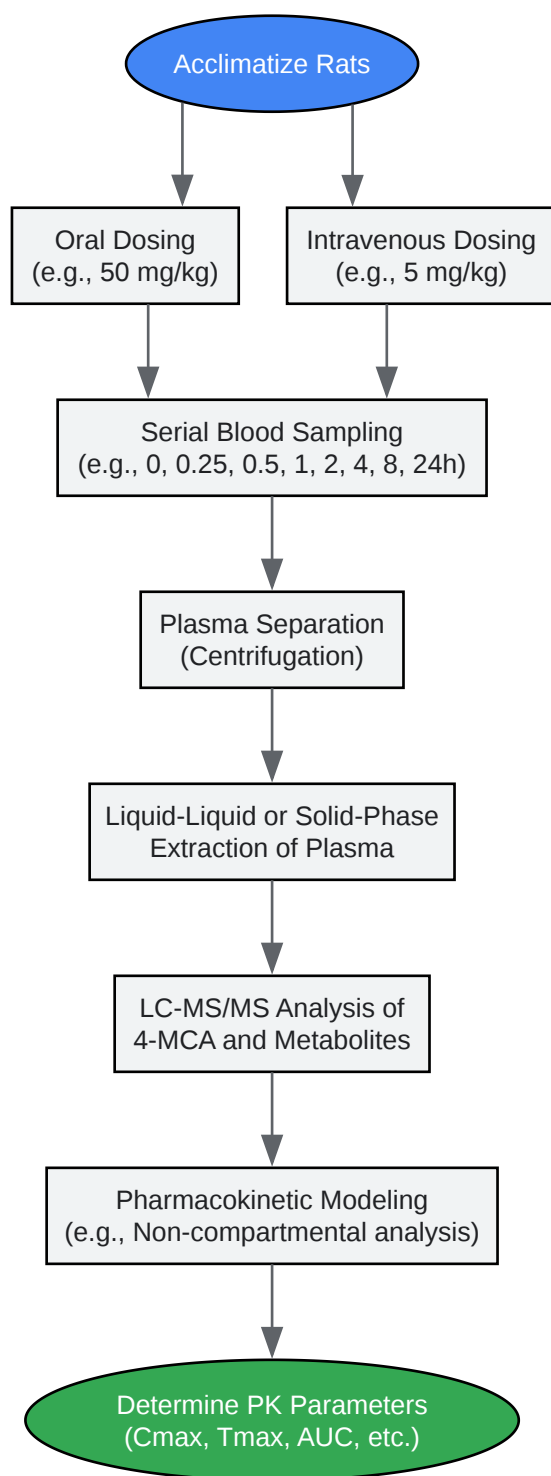 Acclimatize Rats
Oral Dosing
(e.g., 50 mg/kg)
Intravenous Dosing
(e.g., 5 mg/kg)
Serial Blood Sampling
(e.g., 0, 0.25, 0.5, 1, 2, 4, 8, 24h)
Plasma Separation
(Centrifugation)
Liquid-Liquid or Solid-Phase
Extraction of Plasma
LC-MS/MS Analysis of
4-MCA and Metabolites
Pharmacokinetic Modeling
(e.g., Non-compartmental analysis)
Determine PK Parameters
(Cmax, Tmax, AUC, etc.)